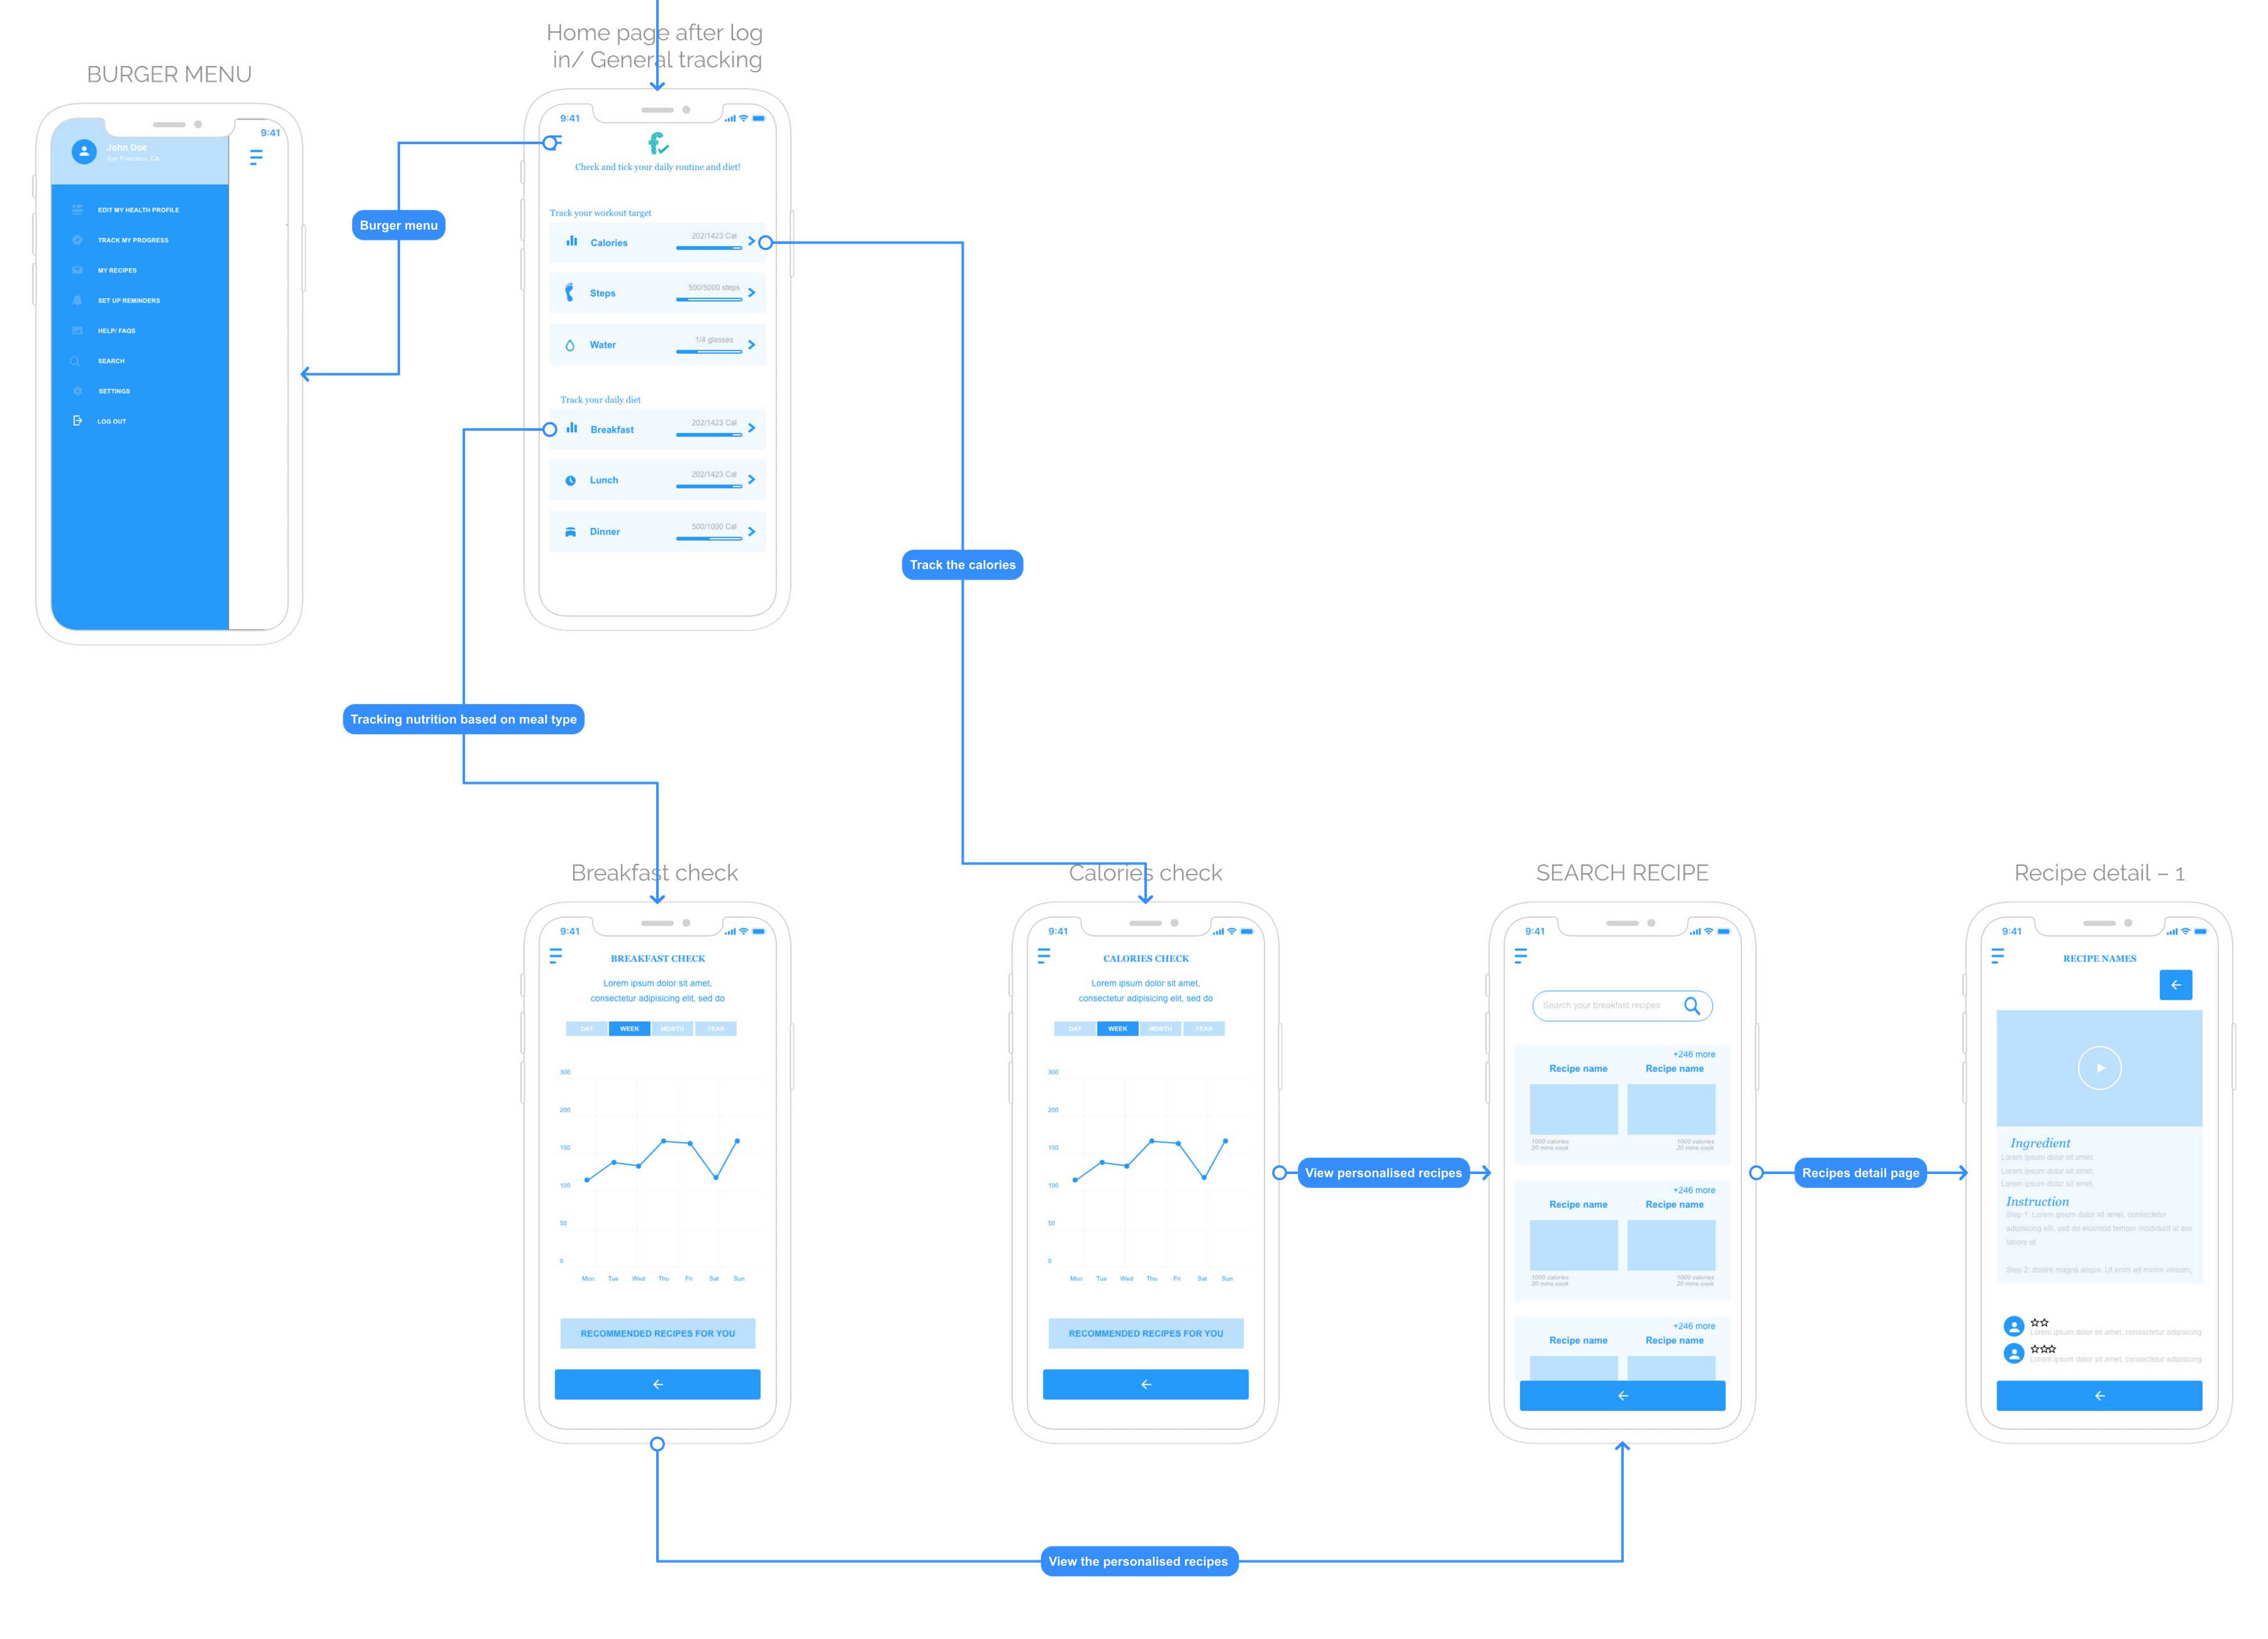 BURGER MENU
9:41
John Doe
San Francisco, CA
EDIT MY HEALTH PROFILE
TRACK MY PROGRESS
MY RECIPES
SET UP REMINDERS
HELP/ FAQS
SEARCH
SETTINGS
LOG OUT
Burger menu
Home page after log
in/ General tracking
9:41
Check and tick your daily routine and diet!
Track your workout target
Calories
202/1423 Cal
Steps
500/5000 steps
Water
1/4 glasses
Track your daily diet
Breakfast
202/1423 Cal
Lunch
202/1423 Cal
Dinner
500/1000 Cal
Track the calories
Tracking nutrition based on meal type
Breakfast check
9:41
BREAKFAST CHECK
Lorem ipsum dolor sit amet,
consectetur adipisicing elit, sed do
DAY WEEK MONTH YEAR
300
200
150
100
50
0
Mon Tue Wed Thu Fri Sat Sun
RECOMMENDED RECIPES FOR YOU
Calories check
9:41
CALORIES CHECK
Lorem ipsum dolor sit amet,
consectetur adipisicing elit, sed do
DAY WEEK MONTH YEAR
300
200
150
100
50
0
Mon Tue Wed Thu Fri Sat Sun
RECOMMENDED RECIPES FOR YOU
View personalised recipes
SEARCH RECIPE
9:41
Search your breakfast recipes
+246 more
Recipe name Recipe name
1000 calories 1000 calories
20 mins cook 20 mins cook
+246 more
Recipe name Recipe name
1000 calories 1000 calories
20 mins cook 20 mins cook
+246 more
Recipe name Recipe name
Recipes detail page
Recipe detail – 1
9:41
RECIPE NAMES
Ingredient
Lorem ipsum dolor sit amet,
Lorem ipsum dolor sit amet,
Lorem ipsum dolor sit amet,
Instruction
Step 1: Lorem ipsum dolor sit amet, consectetur
adipisicing elit, sed do eiusmod tempor incididunt ut ero
labore et
Step 2: dolore magna aliqua. Ut enim ad minim veniam,
Lorem ipsum dolor sit amet, consectetur adipisicing
Lorem ipsum dolor sit amet, consectetur adipisicing
View the personalised recipes